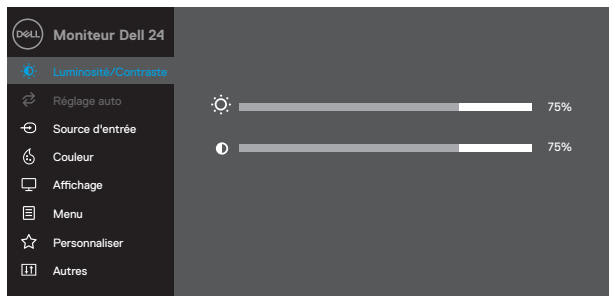 DELL Moniteur Dell 24
Luminosité/Contraste
Réglage auto
75%
Source d'entrée
75%
Couleur
Affichage
Menu
Personnaliser
Autres